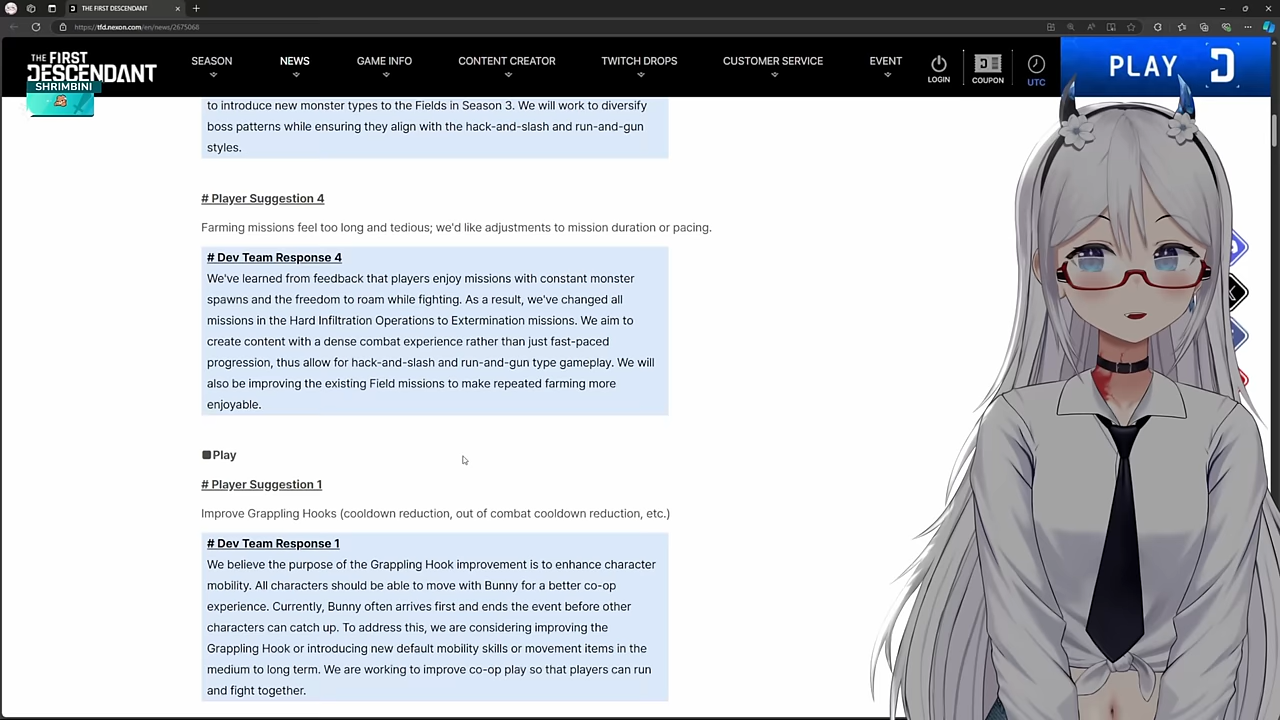 THE FIRST DESCENDANT
https://tfd.nexon.com/en/news/2675068
THE FIRST
DESCENDANT
SHRIMBINI
SEASON
NEWS
GAME INFO
CONTENT CREATOR
TWITCH DROPS
CUSTOMER SERVICE
EVENT
LOGIN
COUPON
UTC
PLAY
to introduce new monster types to the Fields in Season 3. We will work to diversify
boss patterns while ensuring they align with the hack-and-slash and run-and-gun
styles.
# Player Suggestion 4
Farming missions feel too long and tedious; we'd like adjustments to mission duration or pacing.
# Dev Team Response 4
We've learned from feedback that players enjoy missions with constant monster
spawns and the freedom to roam while fighting. As a result, we've changed all
missions in the Hard Infiltration Operations to Extermination missions. We aim to
create content with a dense combat experience rather than just fast-paced
progression, thus allow for hack-and-slash and run-and-gun type gameplay. We will
also be improving the existing Field missions to make repeated farming more
enjoyable.
Play
# Player Suggestion 1
Improve Grappling Hooks (cooldown reduction, out of combat cooldown reduction, etc.)
# Dev Team Response 1
We believe the purpose of the Grappling Hook improvement is to enhance character
mobility. All characters should be able to move with Bunny for a better co-op
experience. Currently, Bunny often arrives first and ends the event before other
characters can catch up. To address this, we are considering improving the
Grappling Hook or introducing new default mobility skills or movement items in the
medium to long term. We are working to improve co-op play so that players can run
and fight together.